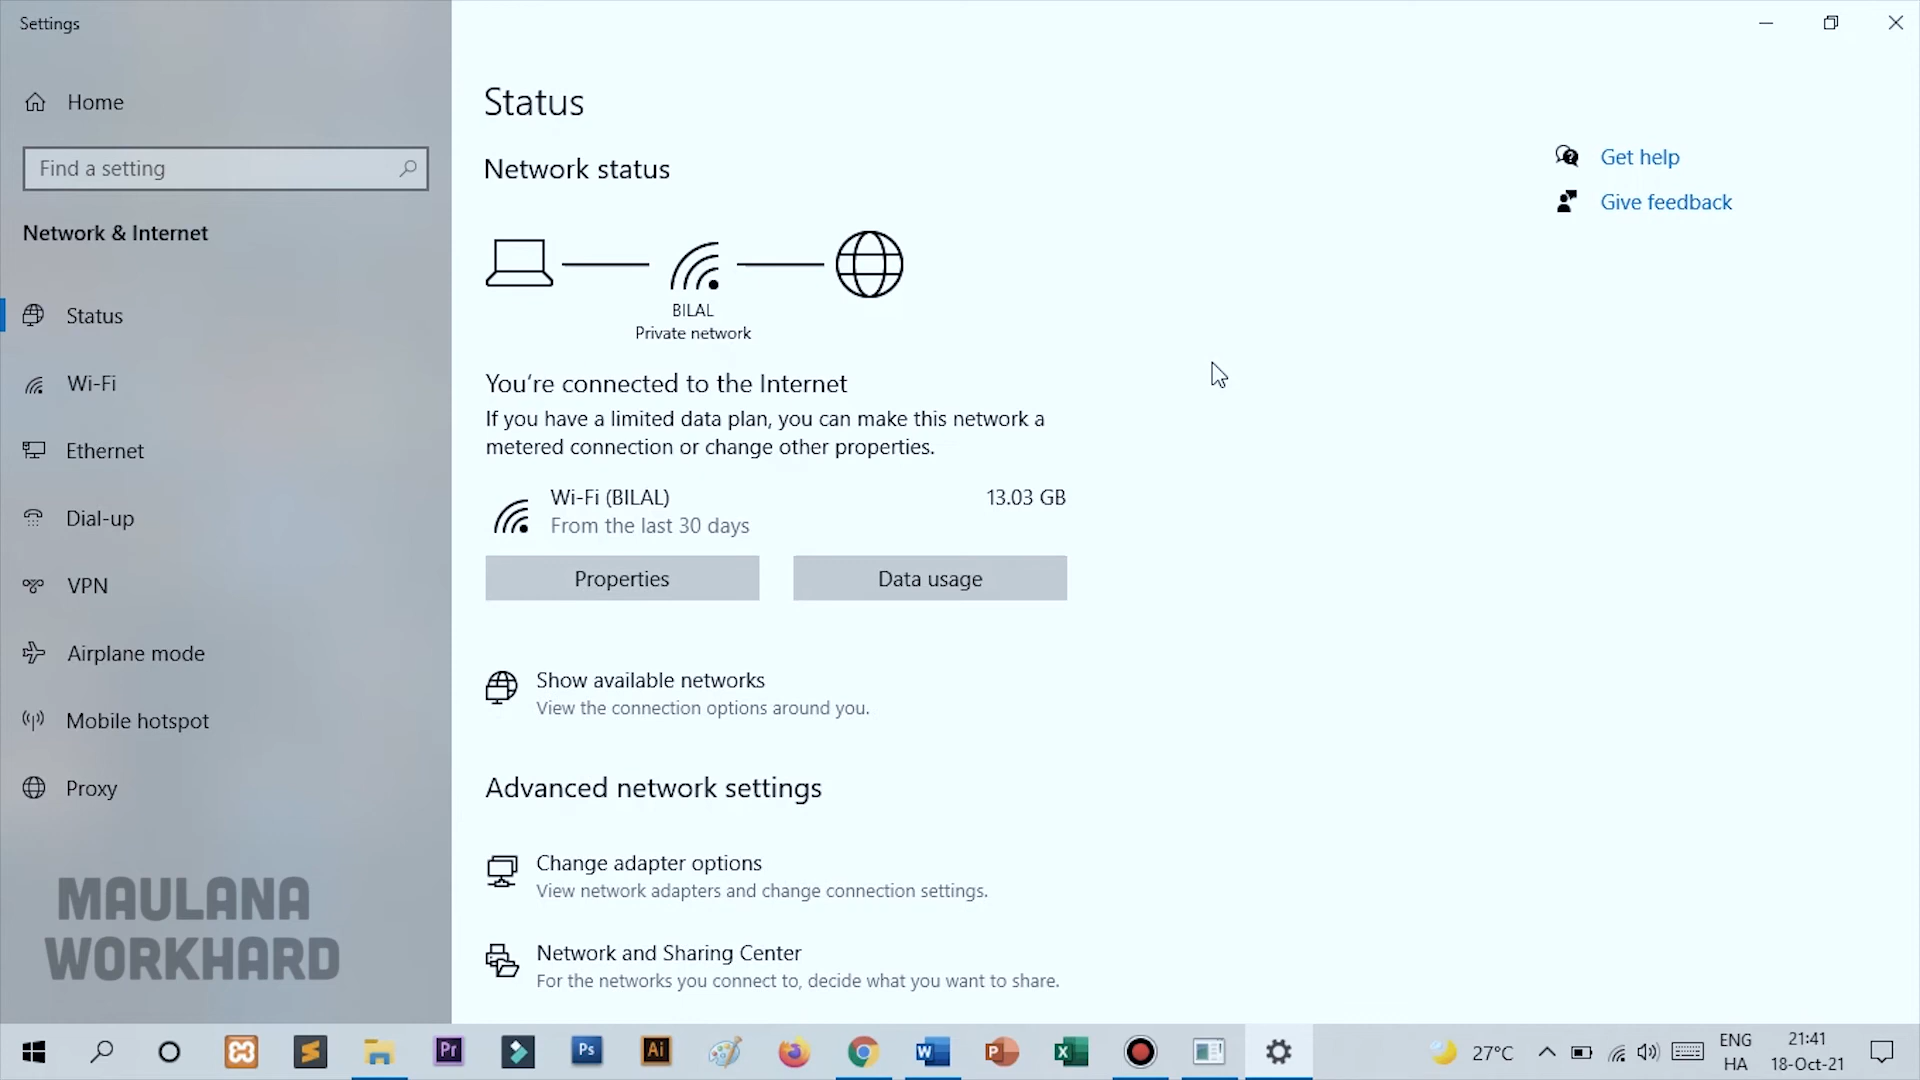 Settings
Home
Find a setting
Network & Internet
Status
Wi-Fi
Ethernet
Dial-up
VPN
Airplane mode
Mobile hotspot
Proxy
MAULANA
WORKHARD
Status
Network status
BILAL
Private network
You're connected to the Internet
If you have a limited data plan, you can make this network a
metered connection or change other properties.
Wi-Fi (BILAL) 13.03 GB
From the last 30 days
Properties Data usage
Show available networks
View the connection options around you.
Advanced network settings
Change adapter options
View network adapters and change connection settings.
Network and Sharing Center
For the networks you connect to, decide what you want to share.
Get help
Give feedback
Pr
Ps
Ai
W
P
X
27°C
ENG
HA
21:41
18-Oct-21